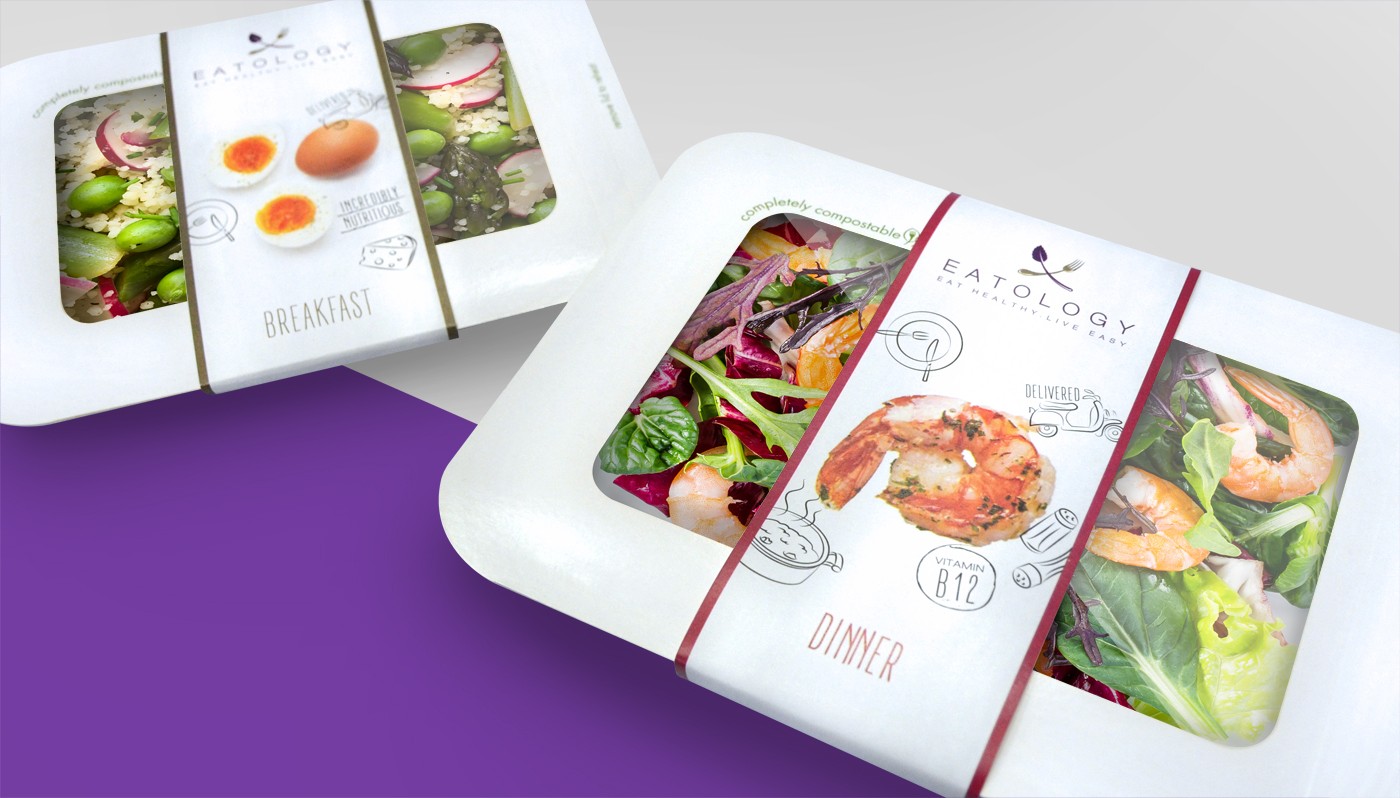 completely compostable
EATOLOGY
EAT HEALTHY·LIVE EASY
DELIVERED
INCREDIBLY
NUTRITIOUS
BREAKFAST
completely compostable
EATOLOGY
EAT HEALTHY·LIVE EASY
DELIVERED
VITAMIN
B.12
DINNER